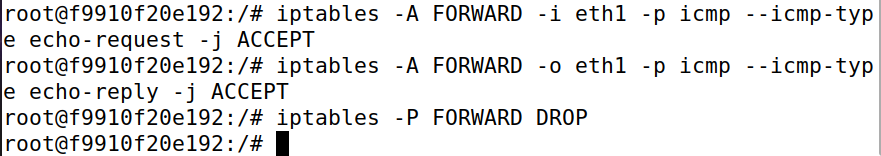 root@f9910f20e192:/# iptables -A FORWARD -i eth1 -p icmp --icmp-typ
e echo-request -j ACCEPT
root@f9910f20e192:/# iptables -A FORWARD -o eth1 -p icmp --icmp-typ
e echo-reply -j ACCEPT
root@f9910f20e192:/# iptables -P FORWARD DROP
root@f9910f20e192:/#